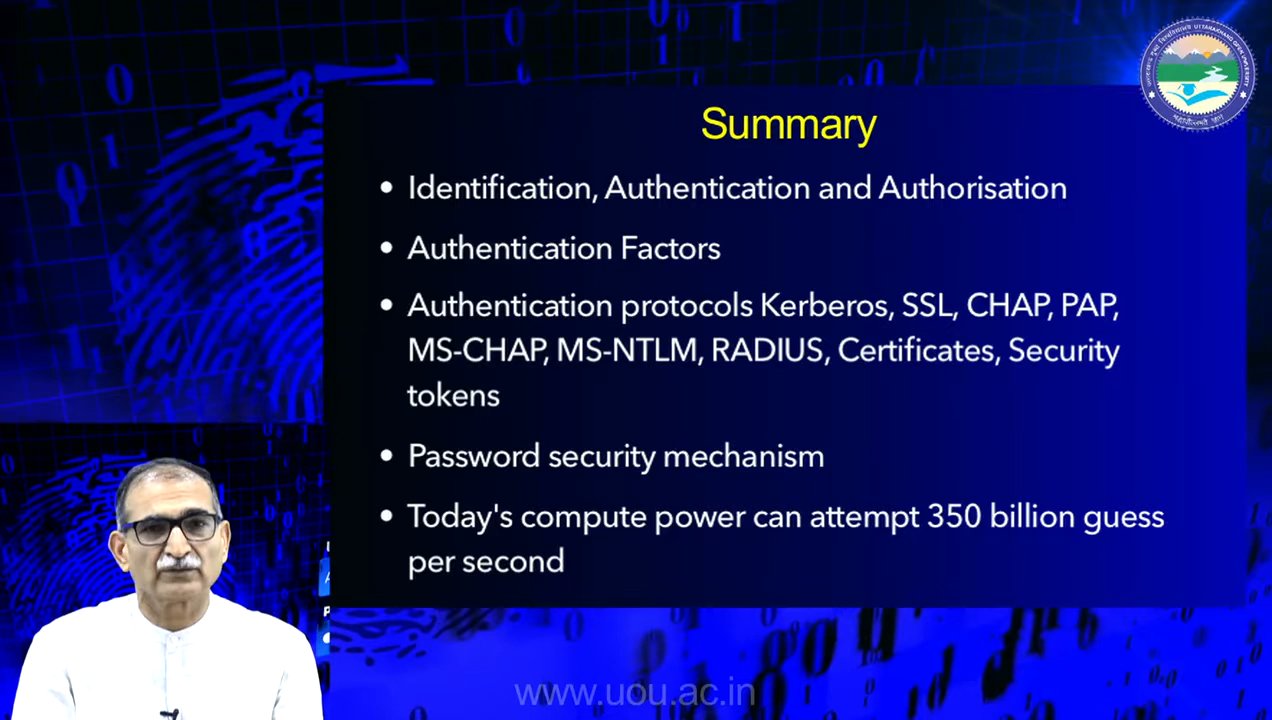 Summary
• Identification, Authentication and Authorisation
• Authentication Factors
• Authentication protocols Kerberos, SSL, CHAP, PAP,
MS-CHAP, MS-NTLM, RADIUS, Certificates, Security
tokens
• Password security mechanism
• Today's compute power can attempt 350 billion guess
per second
www.uou.ac.in